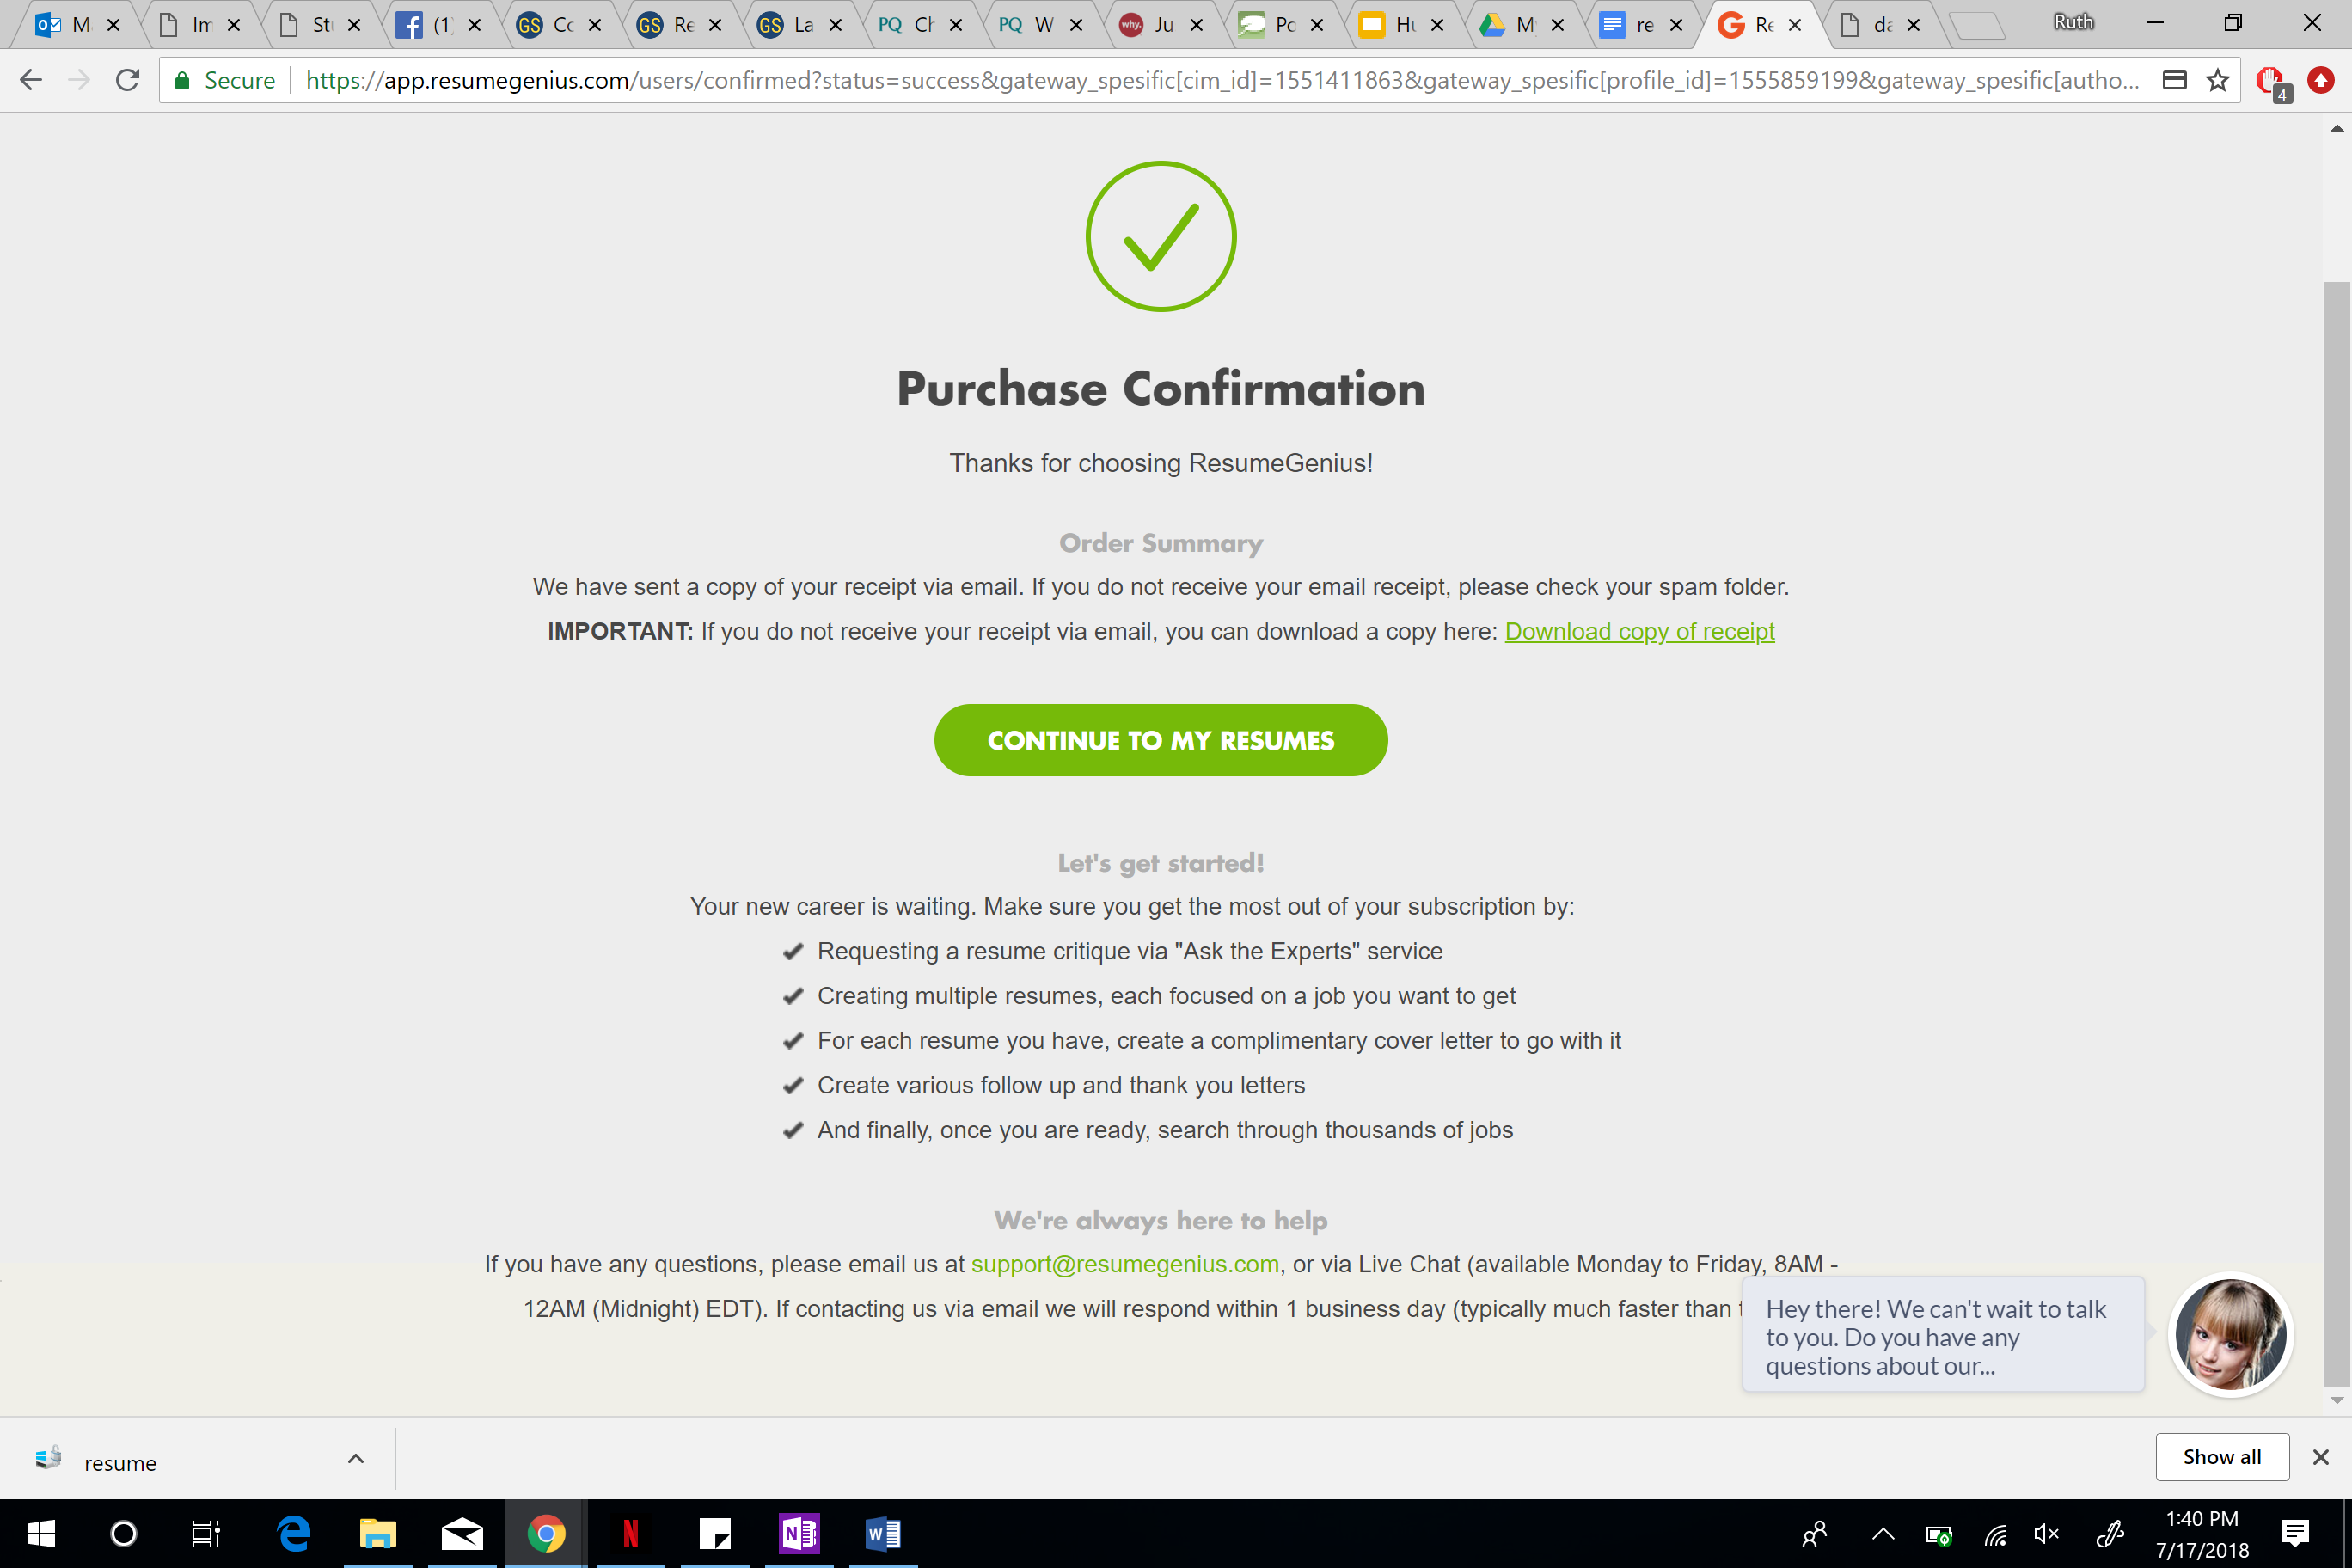 M
Im
St
(1)
GS
Co
GS
Re
GS
La
PQ
Ch
PQ
W
why.
Ju
Po
Hu
My
re
Re
da
Ruth
Secure
https://app.resumegenius.com/users/confirmed?status=success&gateway_spesific[cim_id]=1551411863&gateway_spesific[profile_id]=1555859199&gateway_spesific[autho...
4
Purchase Confirmation
Thanks for choosing ResumeGenius!
Order Summary
We have sent a copy of your receipt via email. If you do not receive your email receipt, please check your spam folder.
IMPORTANT: If you do not receive your receipt via email, you can download a copy here: Download copy of receipt
CONTINUE TO MY RESUMES
Let's get started!
Your new career is waiting. Make sure you get the most out of your subscription by:
Requesting a resume critique via "Ask the Experts" service
Creating multiple resumes, each focused on a job you want to get
For each resume you have, create a complimentary cover letter to go with it
Create various follow up and thank you letters
And finally, once you are ready, search through thousands of jobs
We're always here to help
If you have any questions, please email us at support@resumegenius.com, or via Live Chat (available Monday to Friday, 8AM -
12AM (Midnight) EDT). If contacting us via email we will respond within 1 business day (typically much faster than
Hey there! We can't wait to talk
to you. Do you have any
questions about our...
resume
Show all
1:40 PM
7/17/2018